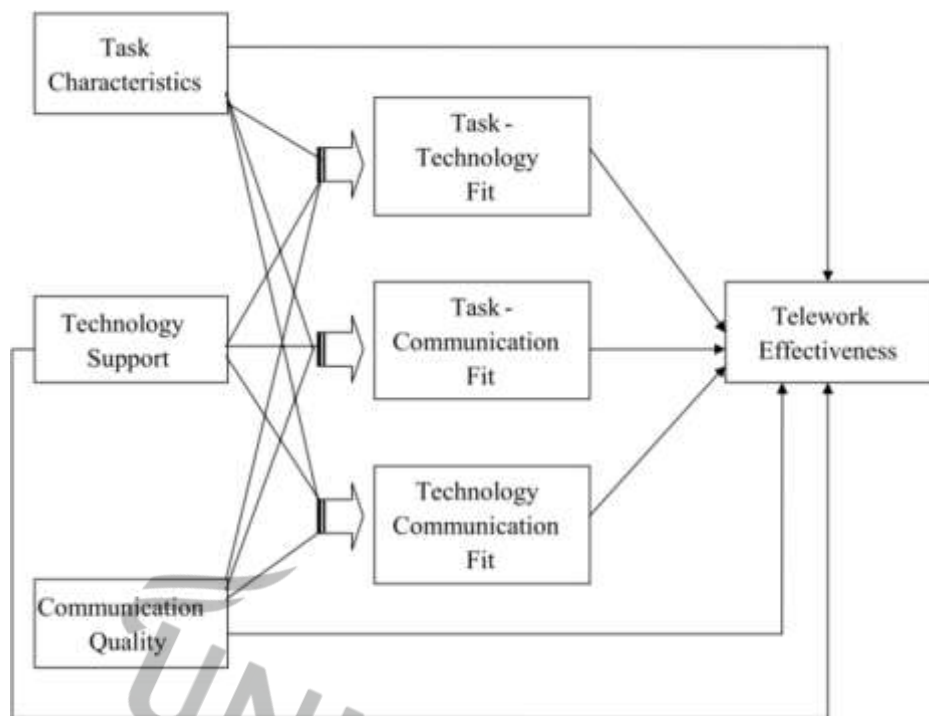 Task
Characteristics
Task -
Technology
Fit
Technology
Support
Task -
Communication
Fit
Telework
Effectiveness
Technology
Communication
Fit
Communication
Quality